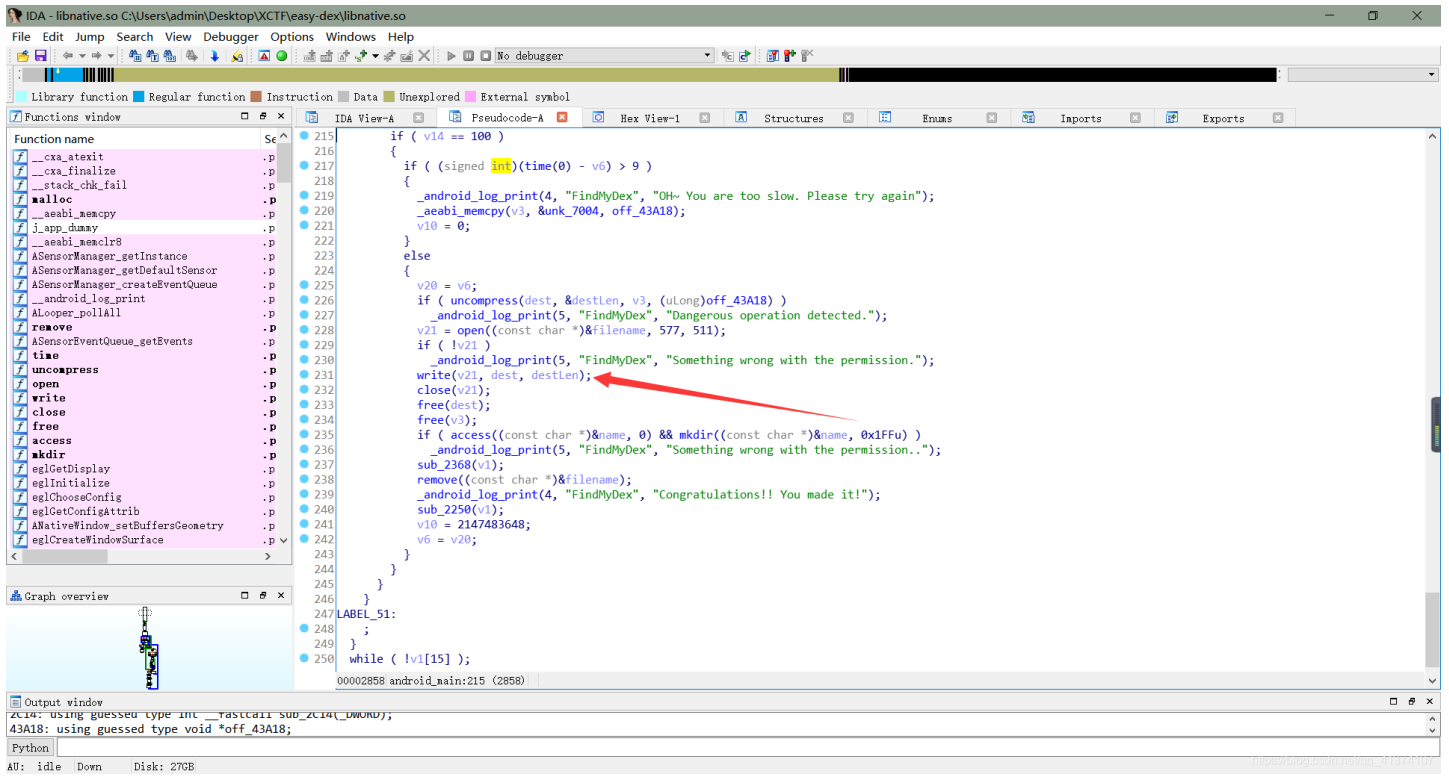 IDA - libnative.so C:\Users\admin\Desktop\XCTF\easy-dex\libnative.so
File Edit Jump Search View Debugger Options Windows Help
No debugger
Library function Regular function Instruction Data Unexplored External symbol
Functions window
IDA View-A Pseudocode-A Hex View-1 Structures Enums Imports Exports
Function name Se
f __cxa_atexit .p
f __cxa_finalize .p
f __stack_chk_fail .p
f malloc .p
f __aeabi_memcpy .p
f j_app_dummy .p
f __aeabi_memclr8 .p
f ASensorManager_getInstance .p
f ASensorManager_getDefaultSensor .p
f ASensorManager_createEventQueue .p
f __android_log_print .p
f ALooper_pollAll .p
f remove .p
f ASensorEventQueue_getEvents .p
f time .p
f uncompress .p
f open .p
f write .p
f close .p
f free .p
f access .p
f mkdir .p
f eglGetDisplay .p
f eglInitialize .p
f eglChooseConfig .p
f eglGetConfigAttrib .p
f ANativeWindow_setBuffersGeometry .p
f eglCreateWindowSurface .p
Graph overview
215 if ( v14 == 100 )
216 {
217 if ( (signed int)(time(0) - v6) > 9 )
218 {
219 _android_log_print(4, "FindMyDex", "OH~ You are too slow. Please try again");
220 _aeabi_memcpy(v3, &unk_7004, off_43A18);
221 v10 = 0;
222 }
223 else
224 {
225 v20 = v6;
226 if ( uncompress(dest, &destLen, v3, (uLong)off_43A18) )
227 _android_log_print(5, "FindMyDex", "Dangerous operation detected.");
228 v21 = open((const char *)&filename, 577, 511);
229 if ( !v21 )
230 _android_log_print(5, "FindMyDex", "Something wrong with the permission.");
231 write(v21, dest, destLen);
232 close(v21);
233 free(dest);
234 free(v3);
235 if ( access((const char *)&name, 0) && mkdir((const char *)&name, 0x1FFu) )
236 _android_log_print(5, "FindMyDex", "Something wrong with the permission..");
237 sub_2368(v1);
238 remove((const char *)&filename);
239 _android_log_print(4, "FindMyDex", "Congratulations!! You made it!");
240 sub_2250(v1);
241 v10 = 2147483648;
242 v6 = v20;
243 }
244 }
245 }
246 }
247 LABEL_51:
248 ;
249 }
250 while ( !v1[15] );
00002858 android_main:215 (2858)
Output window
2C14: using guessed type int __fastcall sub_2C14(_DWORD);
43A18: using guessed type void *off_43A18;
Python
AU: idle Down Disk: 27GB